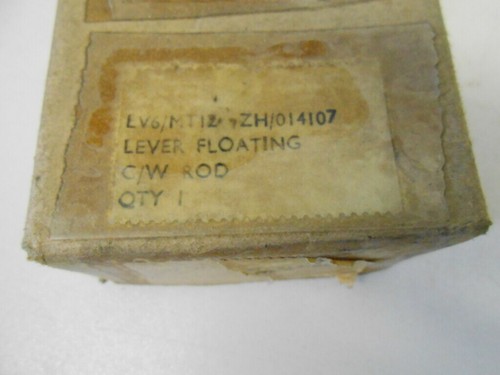 LV6/MT12 ZH/014107
LEVER FLOATING
C/W ROD
QTY 1